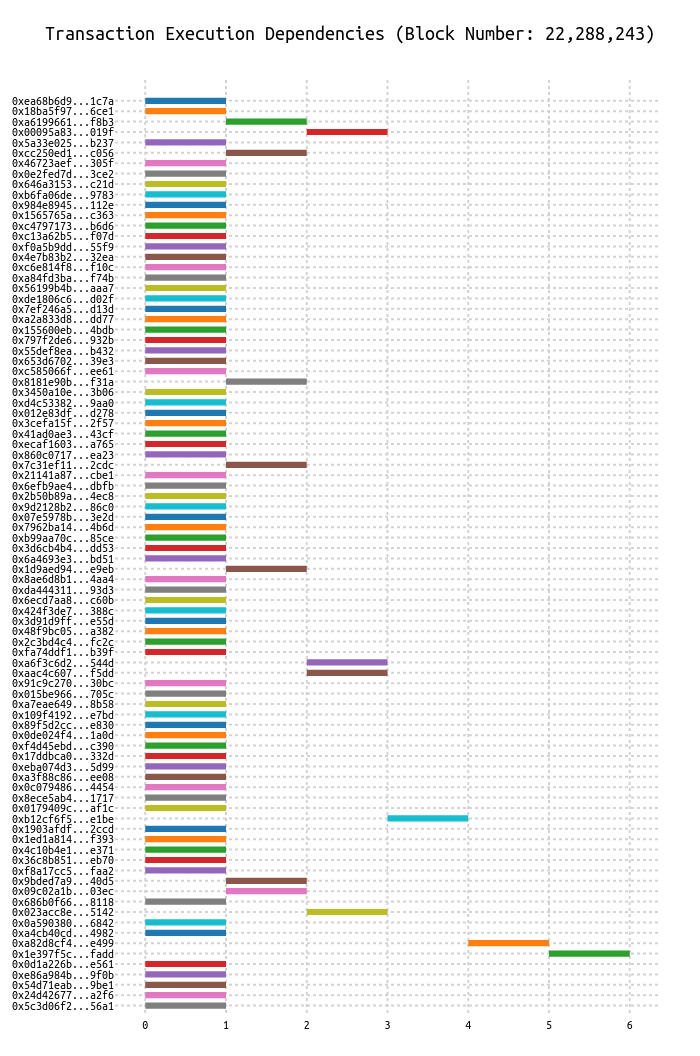 Transaction Execution Dependencies (Block Number: 22,288,243)
0xea68b6d9...1c7a
0x18ba5f97...6ce1
0xa6199661...f8b3
0x00095a83...019f
0x5a33e025...b237
0xcc250ed1...c056
0x46723aef...305f
0x0e2fed7d...3ce2
0x646a3153...c21d
0xb6fa06de...9783
0x984e8945...112e
0x1565765a...c363
0xc4797173...b6d6
0xc13a62b5...f07d
0xf0a5b9dd...55f9
0x4e7b83b2...32ea
0xc6e814f8...f10c
0xa84fd3ba...f74b
0x56199b4b...aaa7
0xde1806c6...d02f
0x7ef246a5...d13d
0xa2a833d8...dd77
0x155600eb...4bdb
0x797f2de6...932b
0x55def8ea...b432
0x653d6702...39e3
0xc585066f...ee61
0x8181e90b...f31a
0x3450a10e...3b06
0xd4c53382...9aa0
0x012e83df...d278
0x3cefa15f...2f57
0x41ad0ae3...43cf
0xecaf1603...a765
0x860c0717...ea23
0x7c31ef11...2cdc
0x21141a87...cbe1
0x6efb9ae4...dbfb
0x2b50b89a...4ec8
0x9d2128b2...86c0
0x07e5978b...3e2d
0x7962ba14...4b6d
0xb99aa70c...85ce
0x3d6cb4b4...dd53
0x6a4693e3...bd51
0x1d9aed94...e9eb
0x8ae6d8b1...4aa4
0xda444311...93d3
0x6ecd7aa8...c60b
0x424f3de7...388c
0x3d91d9ff...e55d
0x48f9bc05...a382
0x2c3bd4c4...fc2c
0xfa74ddf1...b39f
0xa6f3c6d2...544d
0xaac4c607...f5dd
0x91c9c270...30bc
0x015be966...705c
0xa7eae649...8b58
0x109f4192...e7bd
0x89f5d2cc...e830
0x0de024f4...1a0d
0xf4d45ebd...c390
0x17ddbca0...332d
0xeba074d3...5d99
0xa3f88c86...ee08
0x0c079486...4454
0x8ece5ab4...1717
0x0179409c...af1c
0xb12cf6f5...e1be
0x1903afdf...2ccd
0x1ed1a814...f393
0x4c10b4e1...e371
0x36c8b851...eb70
0xf8a17cc5...faa2
0x9bded7a9...40d5
0x09c02a1b...03ec
0x686b0f66...8118
0x023acc8e...5142
0x0a590380...6842
0xa4cb40cd...4982
0xa82d8cf4...e499
0x1e397f5c...fadd
0x0d1a226b...e561
0xe86a984b...9f0b
0x54d71eab...9be1
0x24d42677...a2f6
0x5c3d06f2...56a1
0 1 2 3 4 5 6